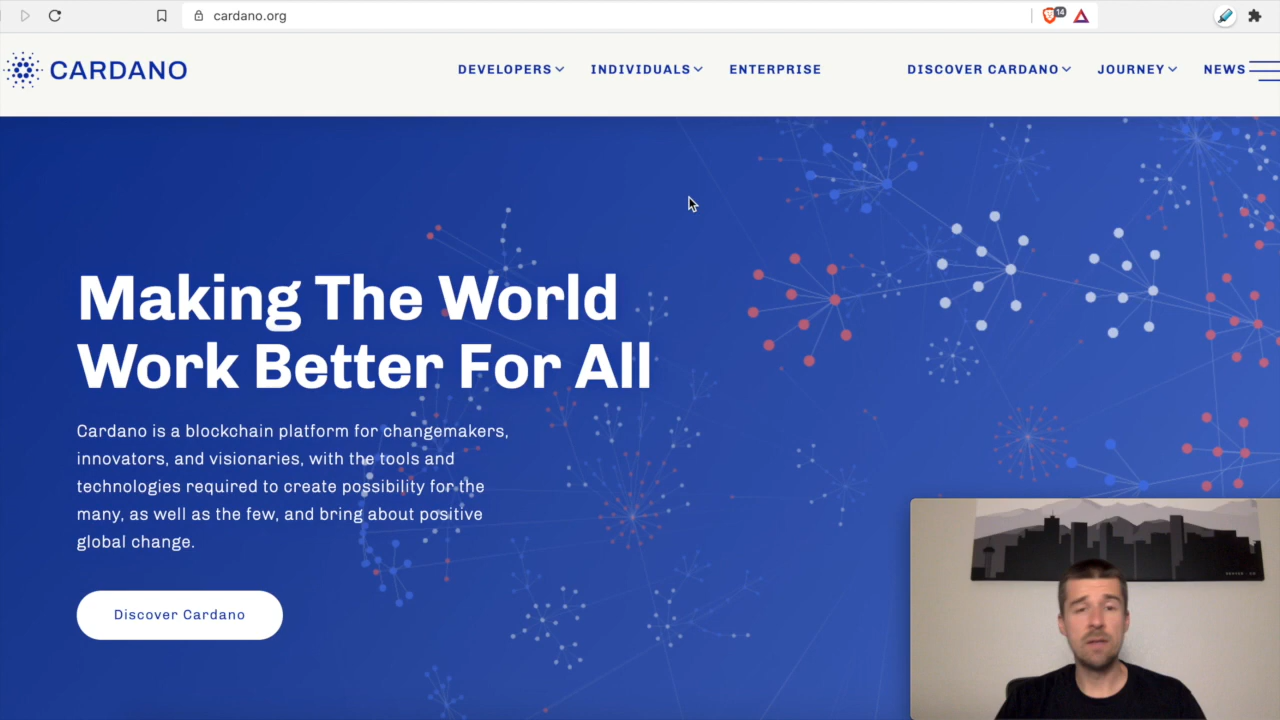 cardano.org
14
CARDANO
DEVELOPERS
INDIVIDUALS
ENTERPRISE
DISCOVER CARDANO
JOURNEY
NEWS
Making The World
Work Better For All
Cardano is a blockchain platform for changemakers,
innovators, and visionaries, with the tools and
technologies required to create possibility for the
many, as well as the few, and bring about positive
global change.
Discover Cardano